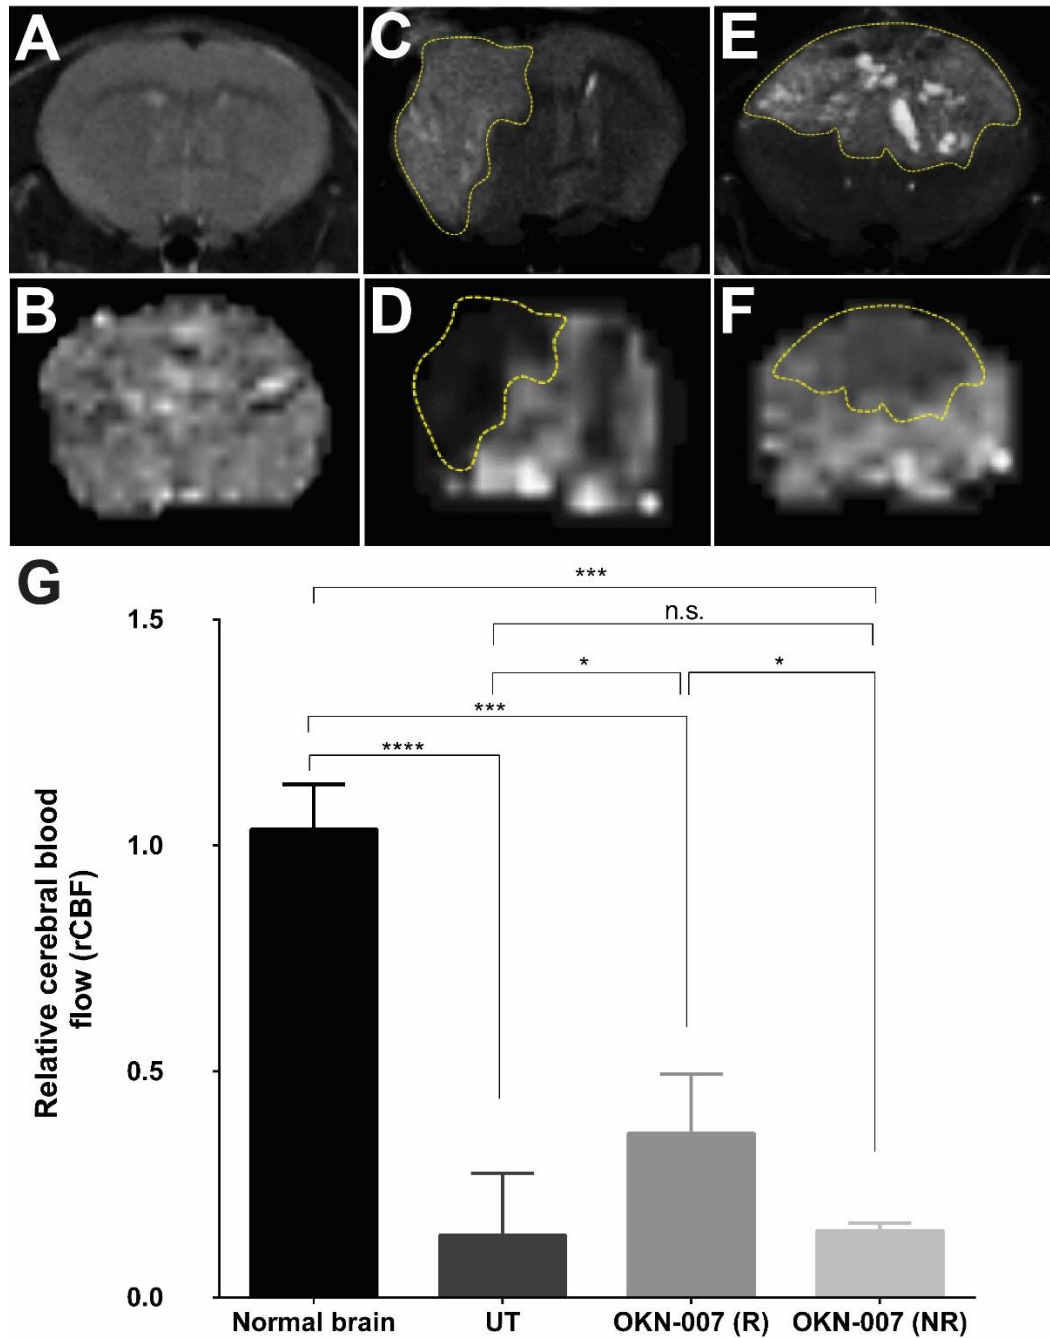 A
C
E
B
D
F
G
***
n.s.
*
*
***
****
1.5
1.0
0.5
0.0
Relative cerebral blood
flow (rCBF)
Normal brain
UT
OKN-007 (R)
OKN-007 (NR)